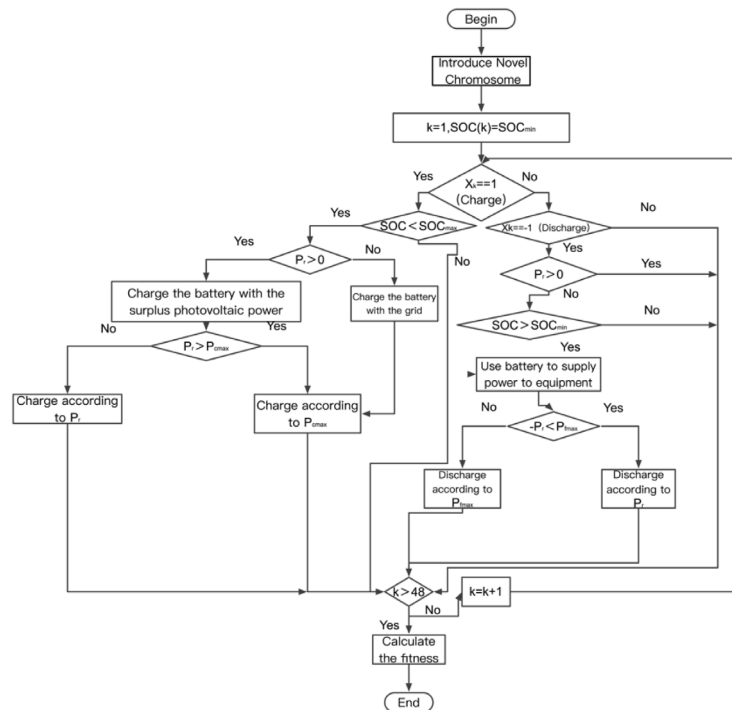 Begin
Introduce Novel
Chromosome
k=1,SOC(k)=SOCmin
Yes
No
Xk==1
(Charge)
Yes
SOC<SOCmax
Xk==-1 (Discharge)
No
Yes
Pr>0
No
No
Yes
Pr>0
Yes
Charge the battery with the
surplus photovoltaic power
Charge the battery
with the grid
No
SOC>SOCmin
No
No
Yes
Pr>Pcmax
Yes
Use battery to supply
power to equipment
Charge according
to Pr
Charge according
to Pcmax
No
Yes
-Pr<Pfmax
Discharge
according to
Pfmax
Discharge
according to
Pr
k>48
k=k+1
No
Yes
Calculate
the fitness
End